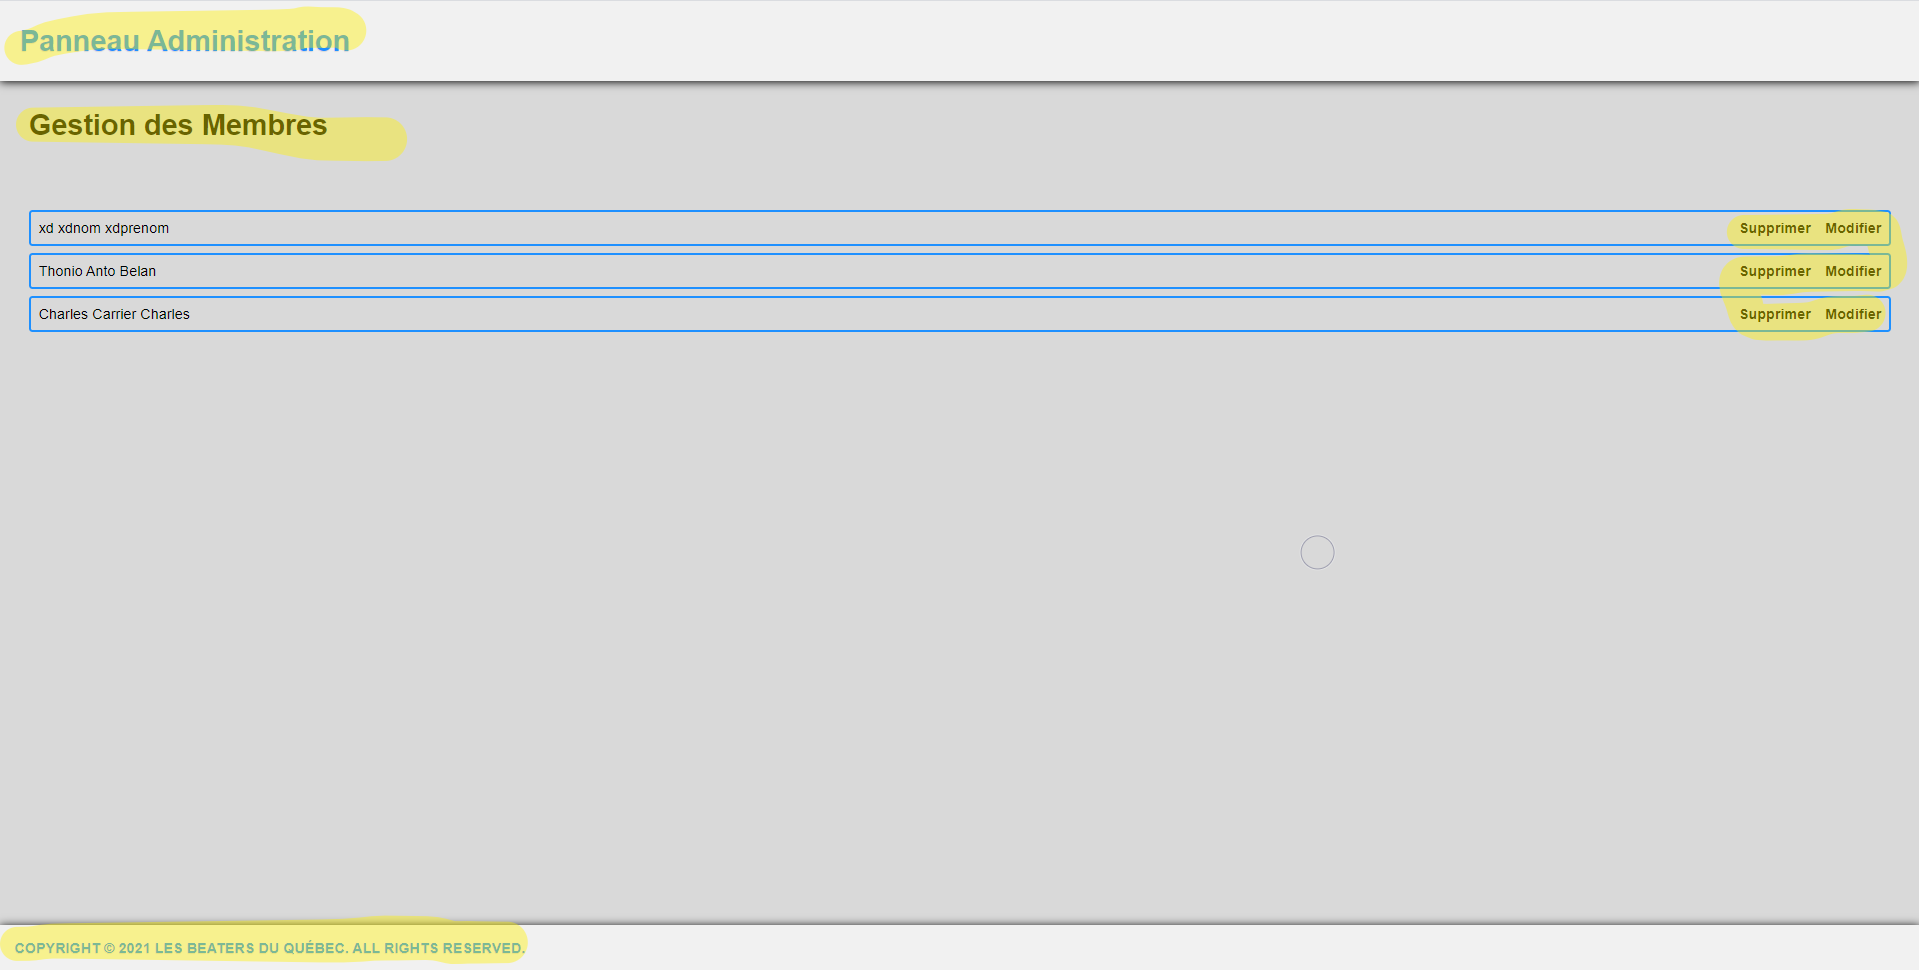 Panneau Administration
Gestion des Membres
xd xdnom xdprenom Supprimer Modifier
Thonio Anto Belan Supprimer Modifier
Charles Carrier Charles Supprimer Modifier
COPYRIGHT © 2021 LES BEATERS DU QUÉBEC. ALL RIGHTS RESERVED.